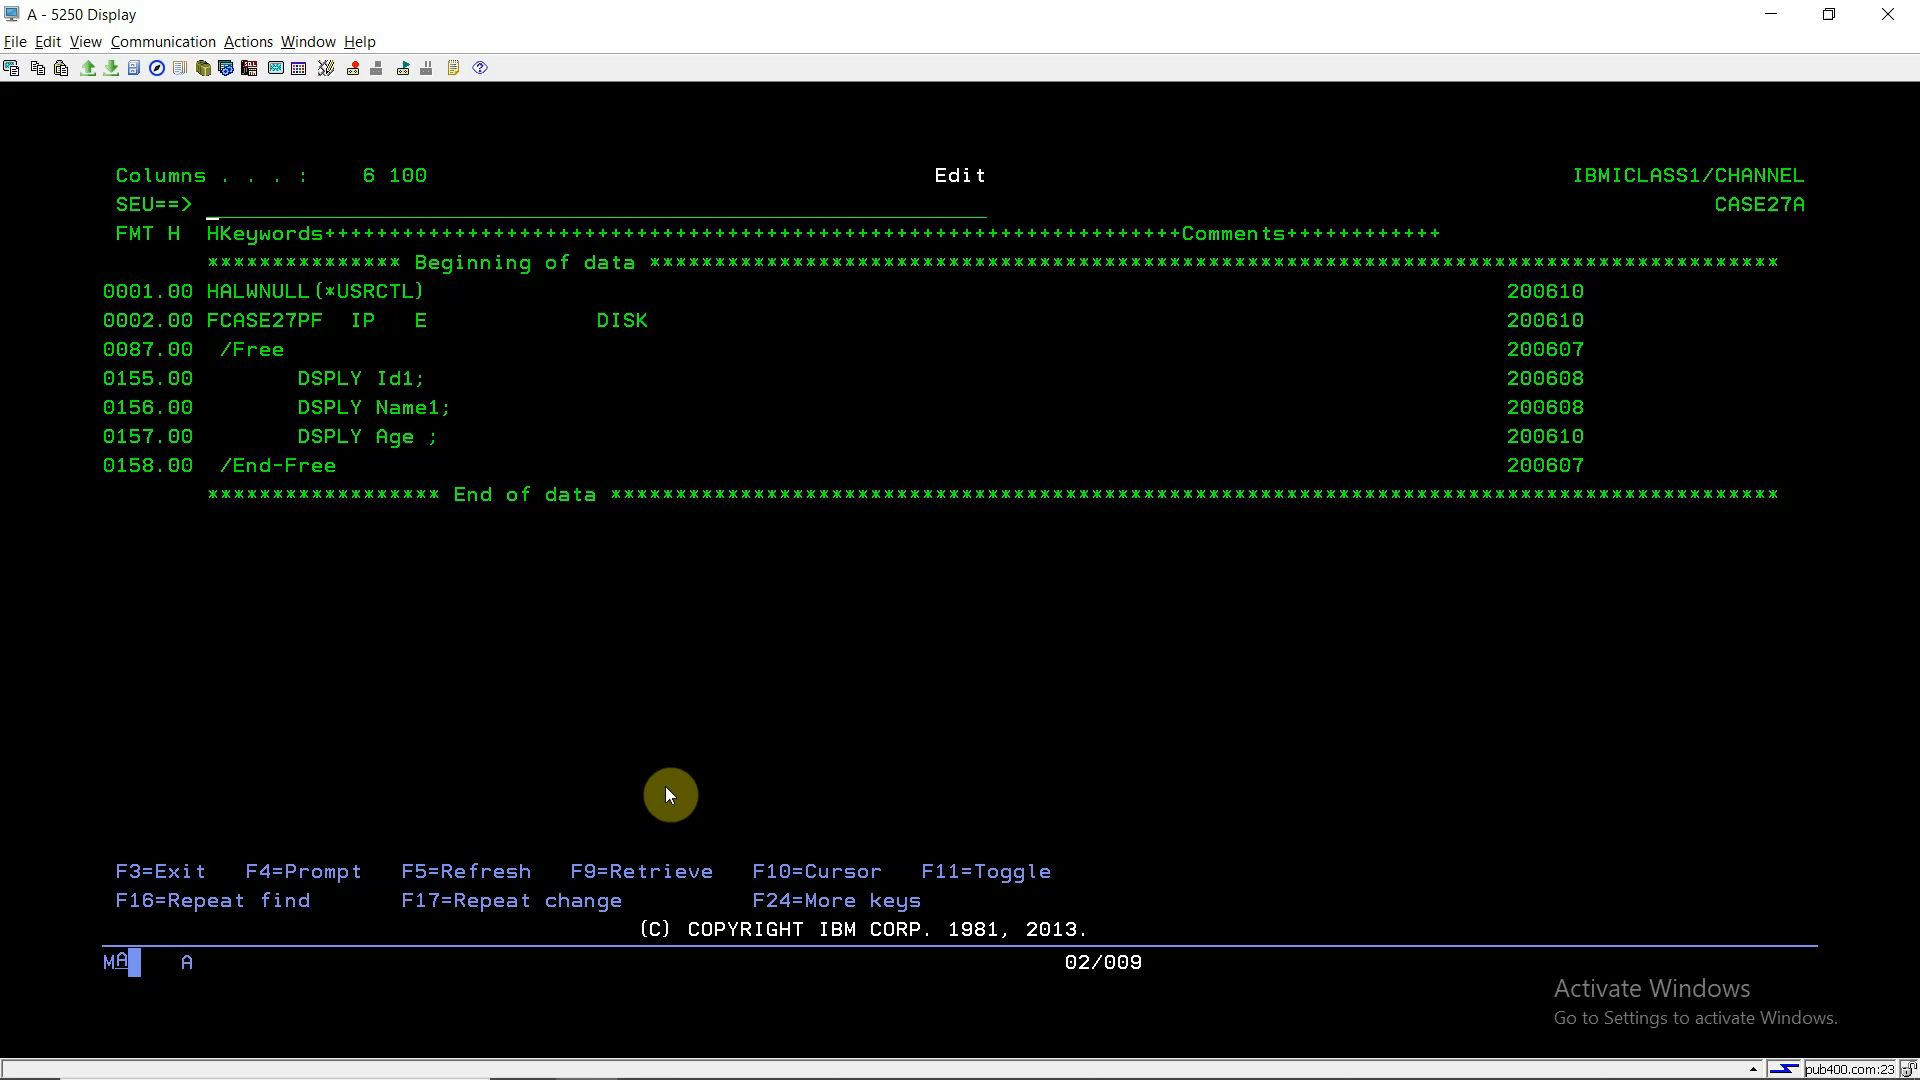 A - 5250 Display
File Edit View Communication Actions Window Help
Columns . . . :    6 100    Edit    IBMICLASS1/CHANNEL
SEU==>    CASE27A
FMT H  HKeywords++++++++++++++++++++++++++++++++++++++++++++++++++++++++++++++++++Comments++++++++++++
*************** Beginning of data ***************************************************************************************
0001.00 HALWNULL(*USRCTL)    200610
0002.00 FCASE27PF  IP   E             DISK    200610
0087.00  /Free    200607
0155.00        DSPLY Id1;    200608
0156.00        DSPLY Name1;    200608
0157.00        DSPLY Age ;    200610
0158.00  /End-Free    200607
****************** End of data ******************************************************************************************
F3=Exit   F4=Prompt   F5=Refresh   F9=Retrieve   F10=Cursor   F11=Toggle
F16=Repeat find       F17=Repeat change          F24=More keys
(C) COPYRIGHT IBM CORP. 1981, 2013.
MA    A    02/009
Activate Windows
Go to Settings to activate Windows.
pub400.com:23